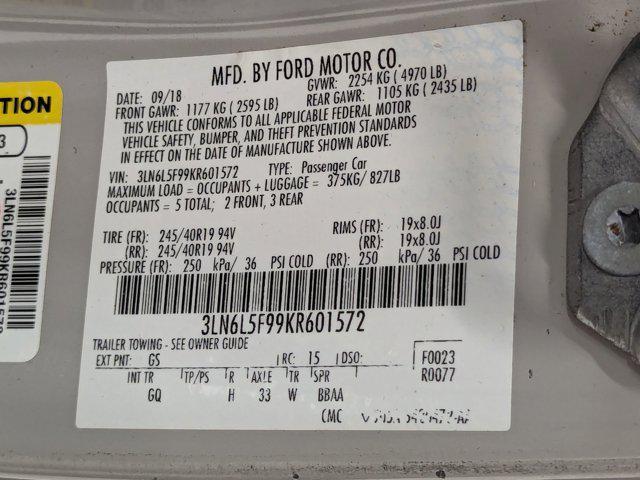 MFD. BY FORD MOTOR CO.
DATE: 09/18 GVWR: 2254 KG ( 4970 LB)
FRONT GAWR: 1177 KG ( 2595 LB) REAR GAWR: 1105 KG ( 2435 LB)
THIS VEHICLE CONFORMS TO ALL APPLICABLE FEDERAL MOTOR
VEHICLE SAFETY, BUMPER, AND THEFT PREVENTION STANDARDS
IN EFFECT ON THE DATE OF MANUFACTURE SHOWN ABOVE.
VIN: 3LN6L5F99KR601572 TYPE: Passenger Car
MAXIMUM LOAD = OCCUPANTS + LUGGAGE = 375KG/ 827LB
OCCUPANTS = 5 TOTAL; 2 FRONT, 3 REAR
TIRE (FR): 245/40R19 94V RIMS (FR): 19x8.0J
(RR): 245/40R19 94V (RR): 19x8.0J
PRESSURE (FR): 250 kPa/ 36 PSI COLD (RR): 250 kPa/ 36 PSI COLD
3LN6L5F99KR601572
TRAILER TOWING - SEE OWNER GUIDE
EXT PNT: GS RC: 15 DSO: F0023
INT TR TP/PS R AXLE TR SPR R0077
GQ H 33 W BBAA
CMC
TION
3
3LN6L5F99KR601572